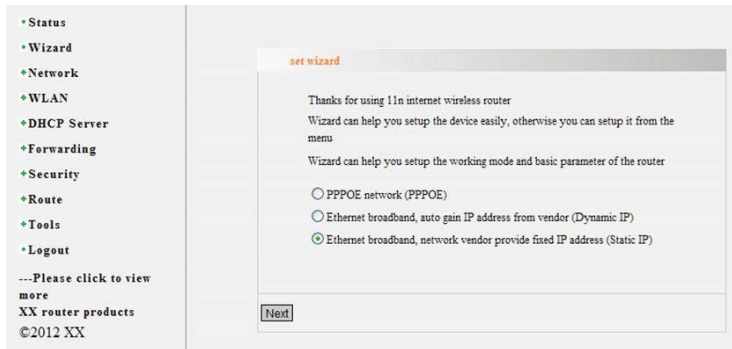 Status
Wizard
Network
WLAN
DHCP Server
Forwarding
Security
Route
Tools
Logout
---Please click to view
more
XX router products
©2012 XX
set wizard
Thanks for using 11n internet wireless router
Wizard can help you setup the device easily, otherwise you can setup it from the
menu
Wizard can help you setup the working mode and basic parameter of the router
PPPOE network (PPPOE)
Ethernet broadband, auto gain IP address from vendor (Dynamic IP)
Ethernet broadband, network vendor provide fixed IP address (Static IP)
Next